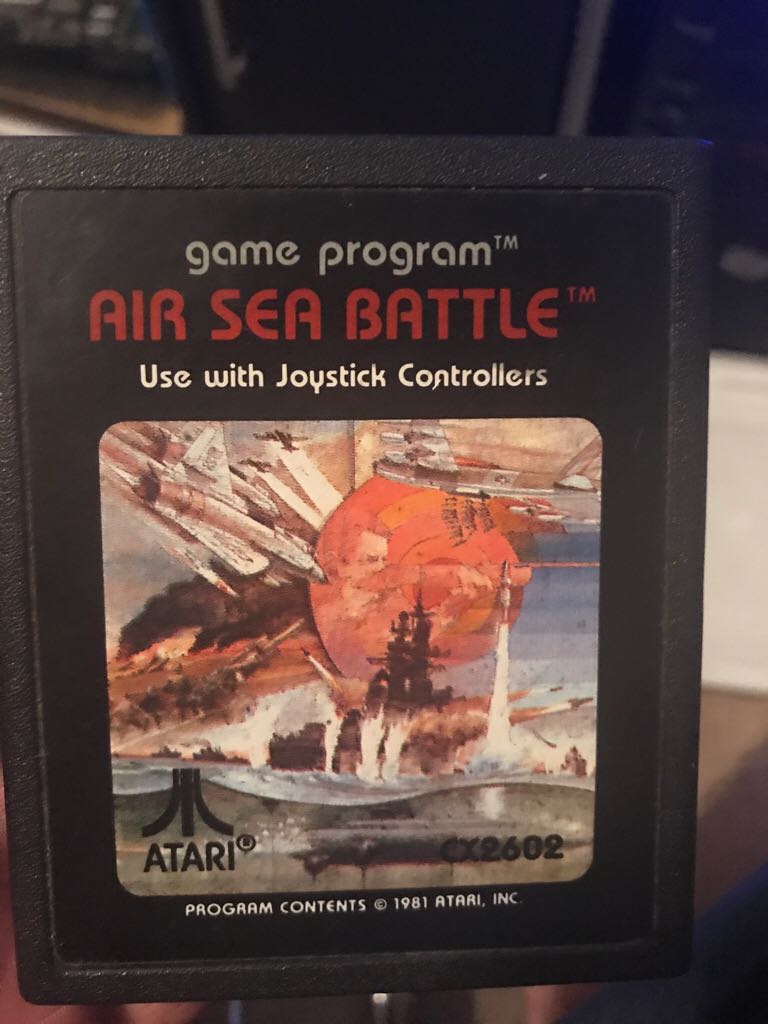 game program™
AIR SEA BATTLE™
Use with Joystick Controllers
ATARI®
CX2602
PROGRAM CONTENTS © 1981 ATARI, INC.